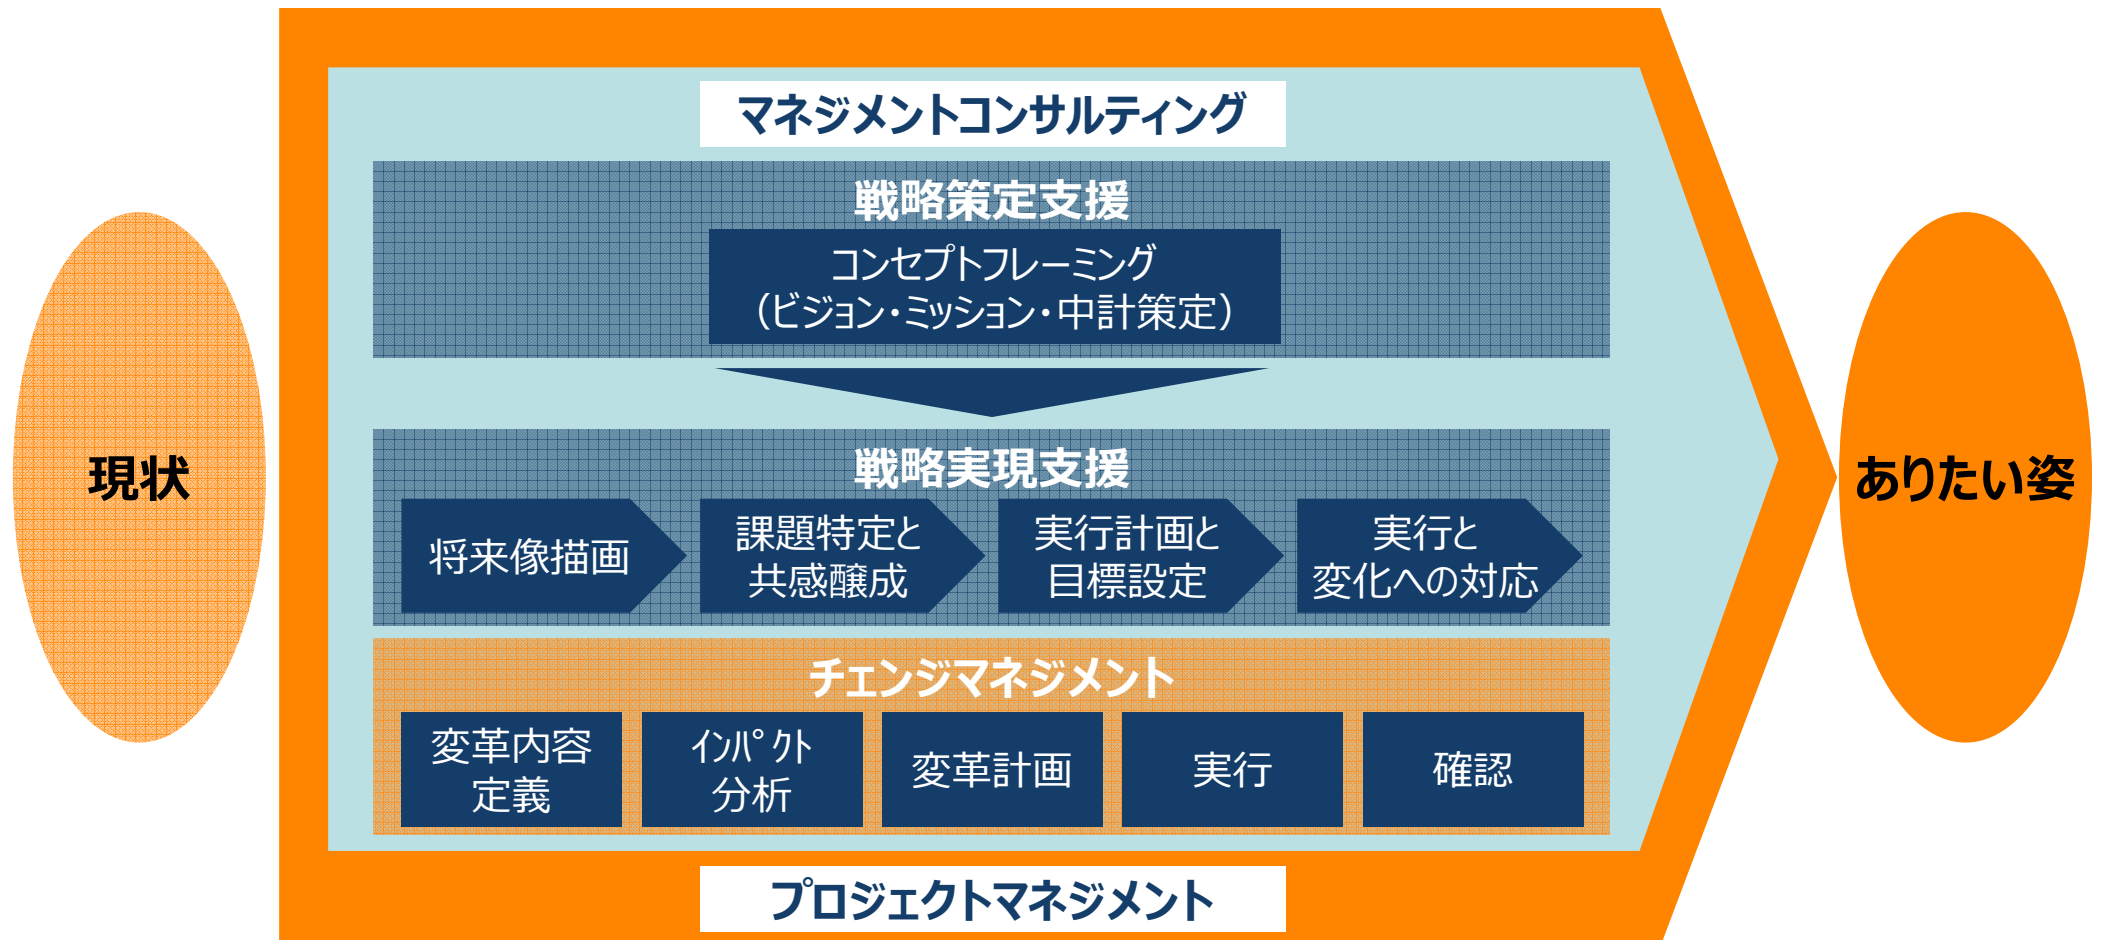 マネジメントコンサルティング
戦略策定支援
コンセプトフレーミング
（ビジョン・ミッション・中計策定）
現状
戦略実現支援
将来像描画
課題特定と
共感醸成
実行計画と
目標設定
実行と
変化への対応
ありたい姿
チェンジマネジメント
変革内容
定義
ｲﾝﾊﾟｸﾄ
分析
変革計画
実行
確認
プロジェクトマネジメント